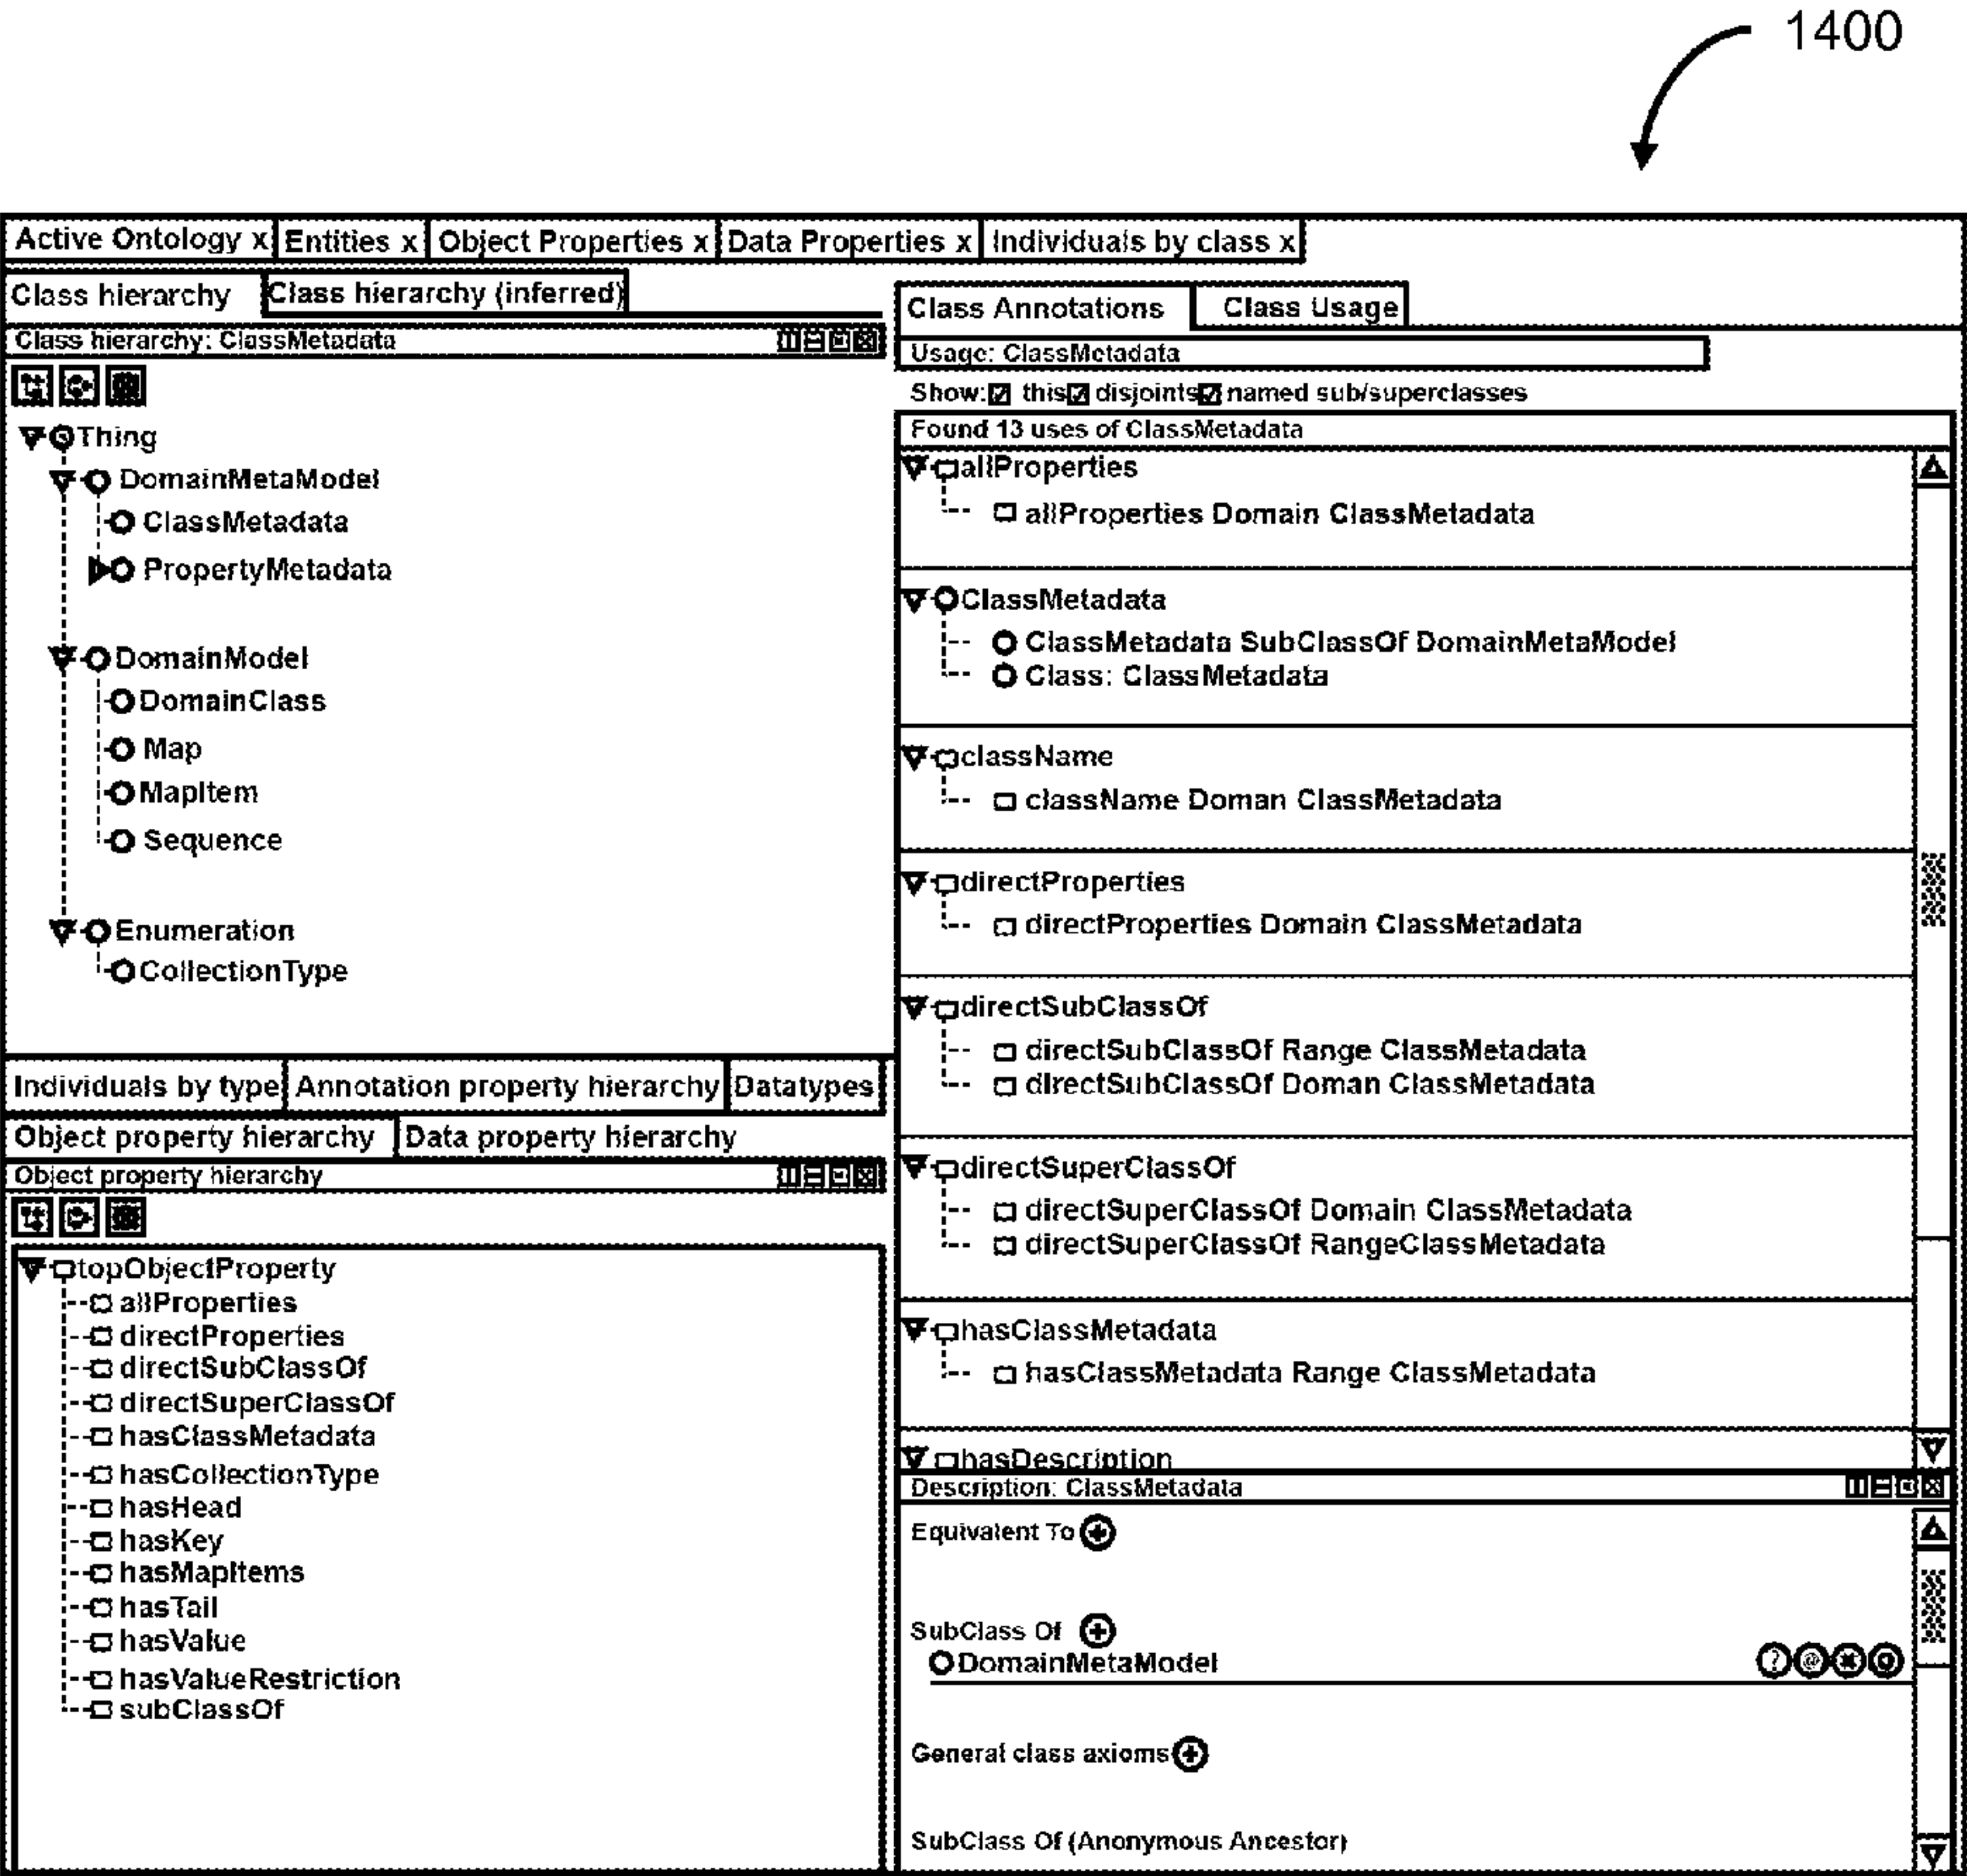 1400
Active Ontology x Entities x Object Properties x Data Properties x Individuals by class x
Class hierarchy Class hierarchy (inferred)
Class hierarchy: ClassMetadata
Thing
DomainMetaModel
ClassMetadata
PropertyMetadata
DomainModel
DomainClass
Map
MapItem
Sequence
Enumeration
CollectionType
Individuals by type Annotation property hierarchy Datatypes
Object property hierarchy Data property hierarchy
Object property hierarchy
topObjectProperty
allProperties
directProperties
directSubClassOf
directSuperClassOf
hasClassMetadata
hasCollectionType
hasHead
hasKey
hasMapItems
hasTail
hasValue
hasValueRestriction
subClassOf
Class Annotations Class Usage
Usage: ClassMetadata
Show: this disjoints named sub/superclasses
Found 13 uses of ClassMetadata
allProperties
allProperties Domain ClassMetadata
ClassMetadata
ClassMetadata SubClassOf DomainMetaModel
Class: ClassMetadata
className
className Doman ClassMetadata
directProperties
directProperties Domain ClassMetadata
directSubClassOf
directSubClassOf Range ClassMetadata
directSubClassOf Doman ClassMetadata
directSuperClassOf
directSuperClassOf Domain ClassMetadata
directSuperClassOf RangeClassMetadata
hasClassMetadata
hasClassMetadata Range ClassMetadata
hasDescription
Description: ClassMetadata
Equivalent To
SubClass Of
DomainMetaModel
General class axioms
SubClass Of (Anonymous Ancestor)